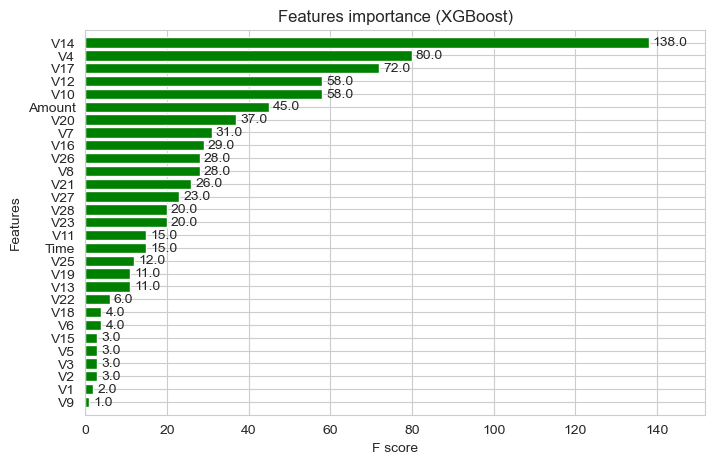 Features importance (XGBoost)
V14 138.0
V4 80.0
V17 72.0
V12 58.0
V10 58.0
Amount 45.0
V20 37.0
V7 31.0
V16 29.0
V26 28.0
V8 28.0
V21 26.0
V27 23.0
V28 20.0
V23 20.0
V11 15.0
Time 15.0
V25 12.0
V19 11.0
V13 11.0
V22 6.0
V18 4.0
V6 4.0
V15 3.0
V5 3.0
V3 3.0
V2 3.0
V1 2.0
V9 1.0
Features
0 20 40 60 80 100 120 140
F score